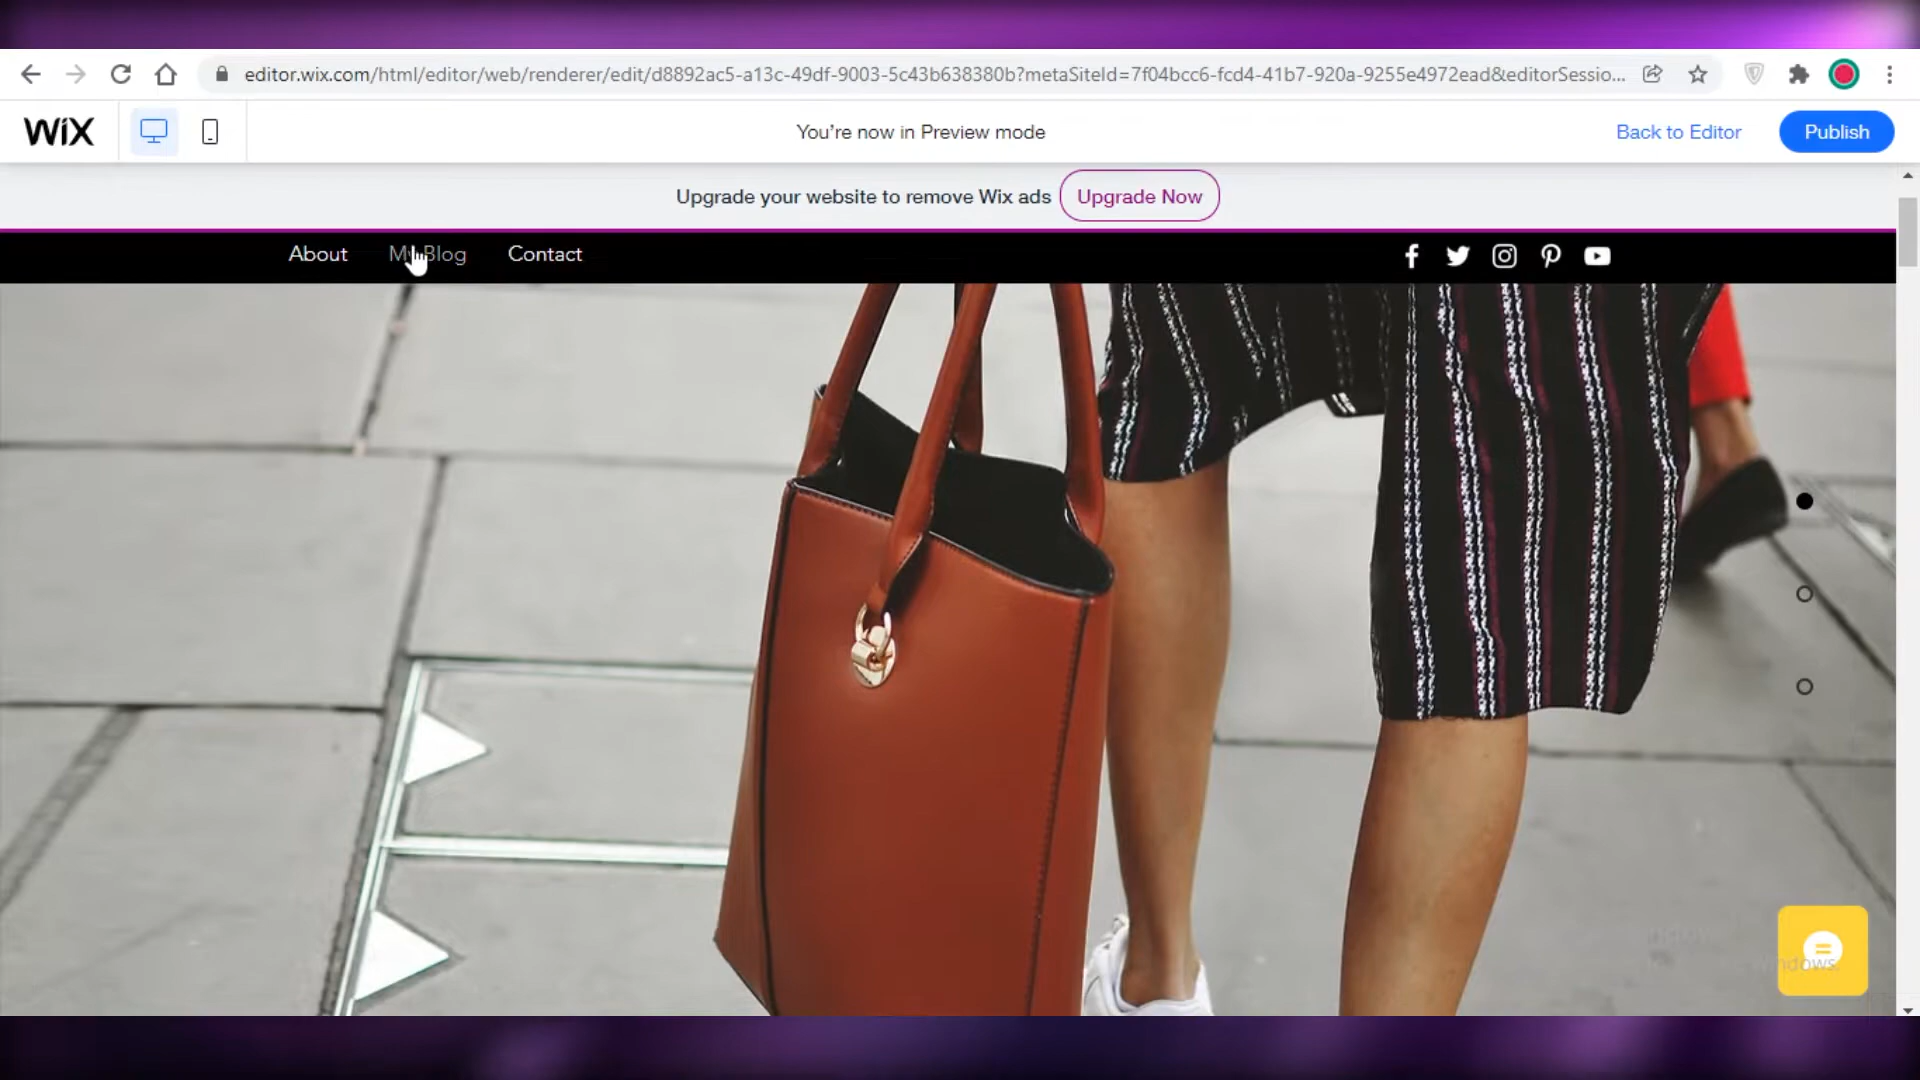 editor.wix.com/html/editor/web/renderer/edit/d8892ac5-a13c-49df-9003-5c43b638380b?metaSiteId=7f04bcc6-fcd4-41b7-920a-9255e4972ead&editorSessio...
WiX
You're now in Preview mode
Back to Editor
Publish
Upgrade your website to remove Wix ads
Upgrade Now
About
My Blog
Contact